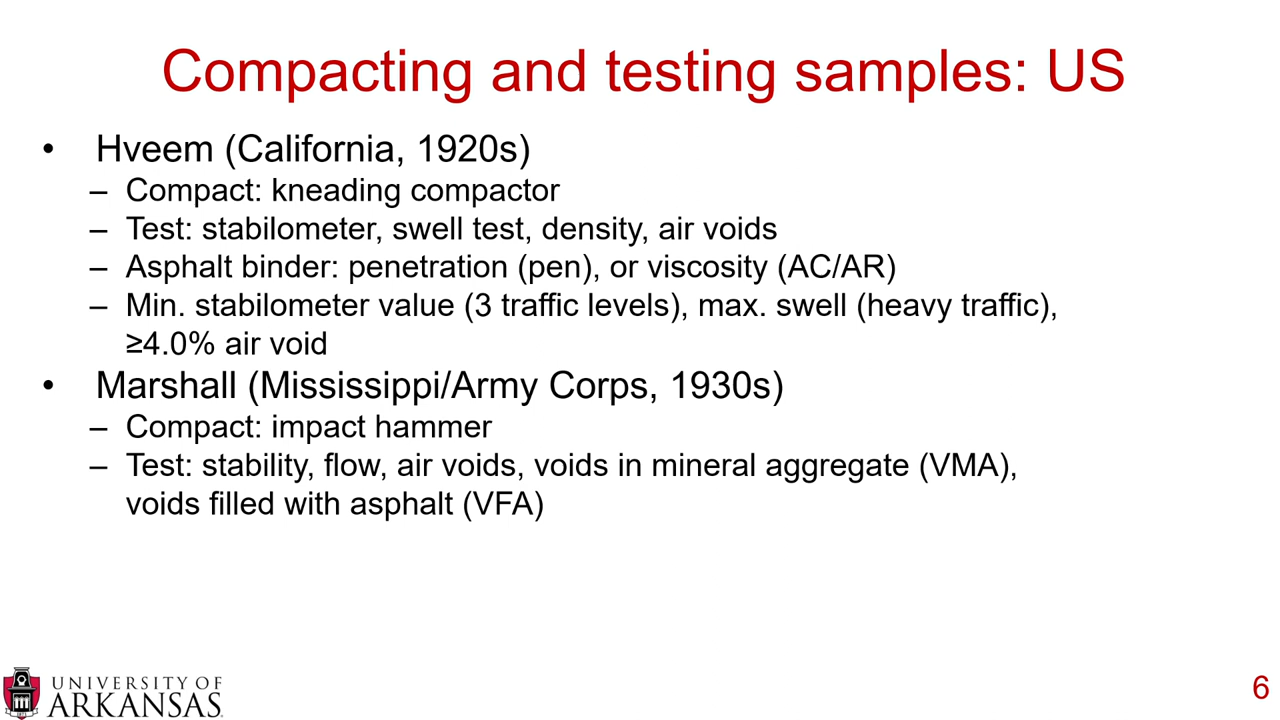 Compacting and testing samples: US
• Hveem (California, 1920s)
– Compact: kneading compactor
– Test: stabilometer, swell test, density, air voids
– Asphalt binder: penetration (pen), or viscosity (AC/AR)
– Min. stabilometer value (3 traffic levels), max. swell (heavy traffic),
≥4.0% air void
• Marshall (Mississippi/Army Corps, 1930s)
– Compact: impact hammer
– Test: stability, flow, air voids, voids in mineral aggregate (VMA),
voids filled with asphalt (VFA)
UNIVERSITY OF
ARKANSAS
6